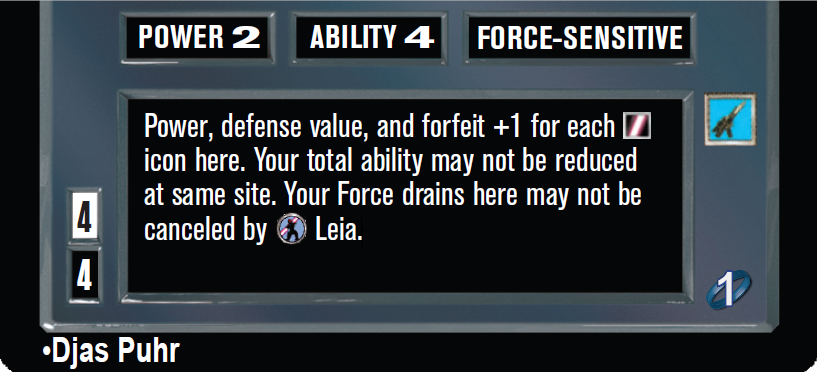 POWER 2 ABILITY 4 FORCE-SENSITIVE
Power, defense value, and forfeit +1 for each
icon here. Your total ability may not be reduced
at same site. Your Force drains here may not be
canceled by Leia.
4
4
1
•Djas Puhr